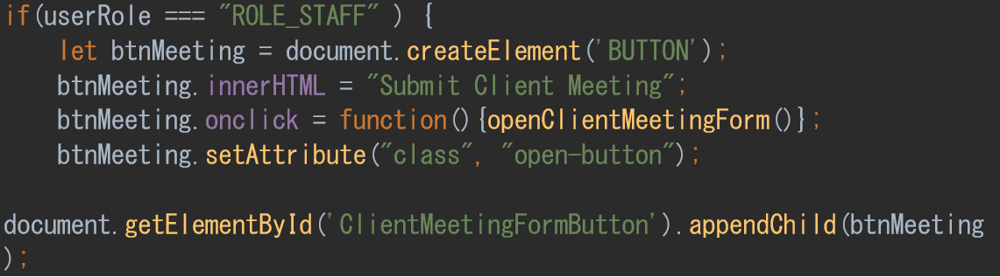 if(userRole === "ROLE_STAFF" ) {
    let btnMeeting = document.createElement('BUTTON');
    btnMeeting.innerHTML = "Submit Client Meeting";
    btnMeeting.onclick = function(){openClientMeetingForm()};
    btnMeeting.setAttribute("class", "open-button");

document.getElementById('ClientMeetingFormButton').appendChild(btnMeeting
);